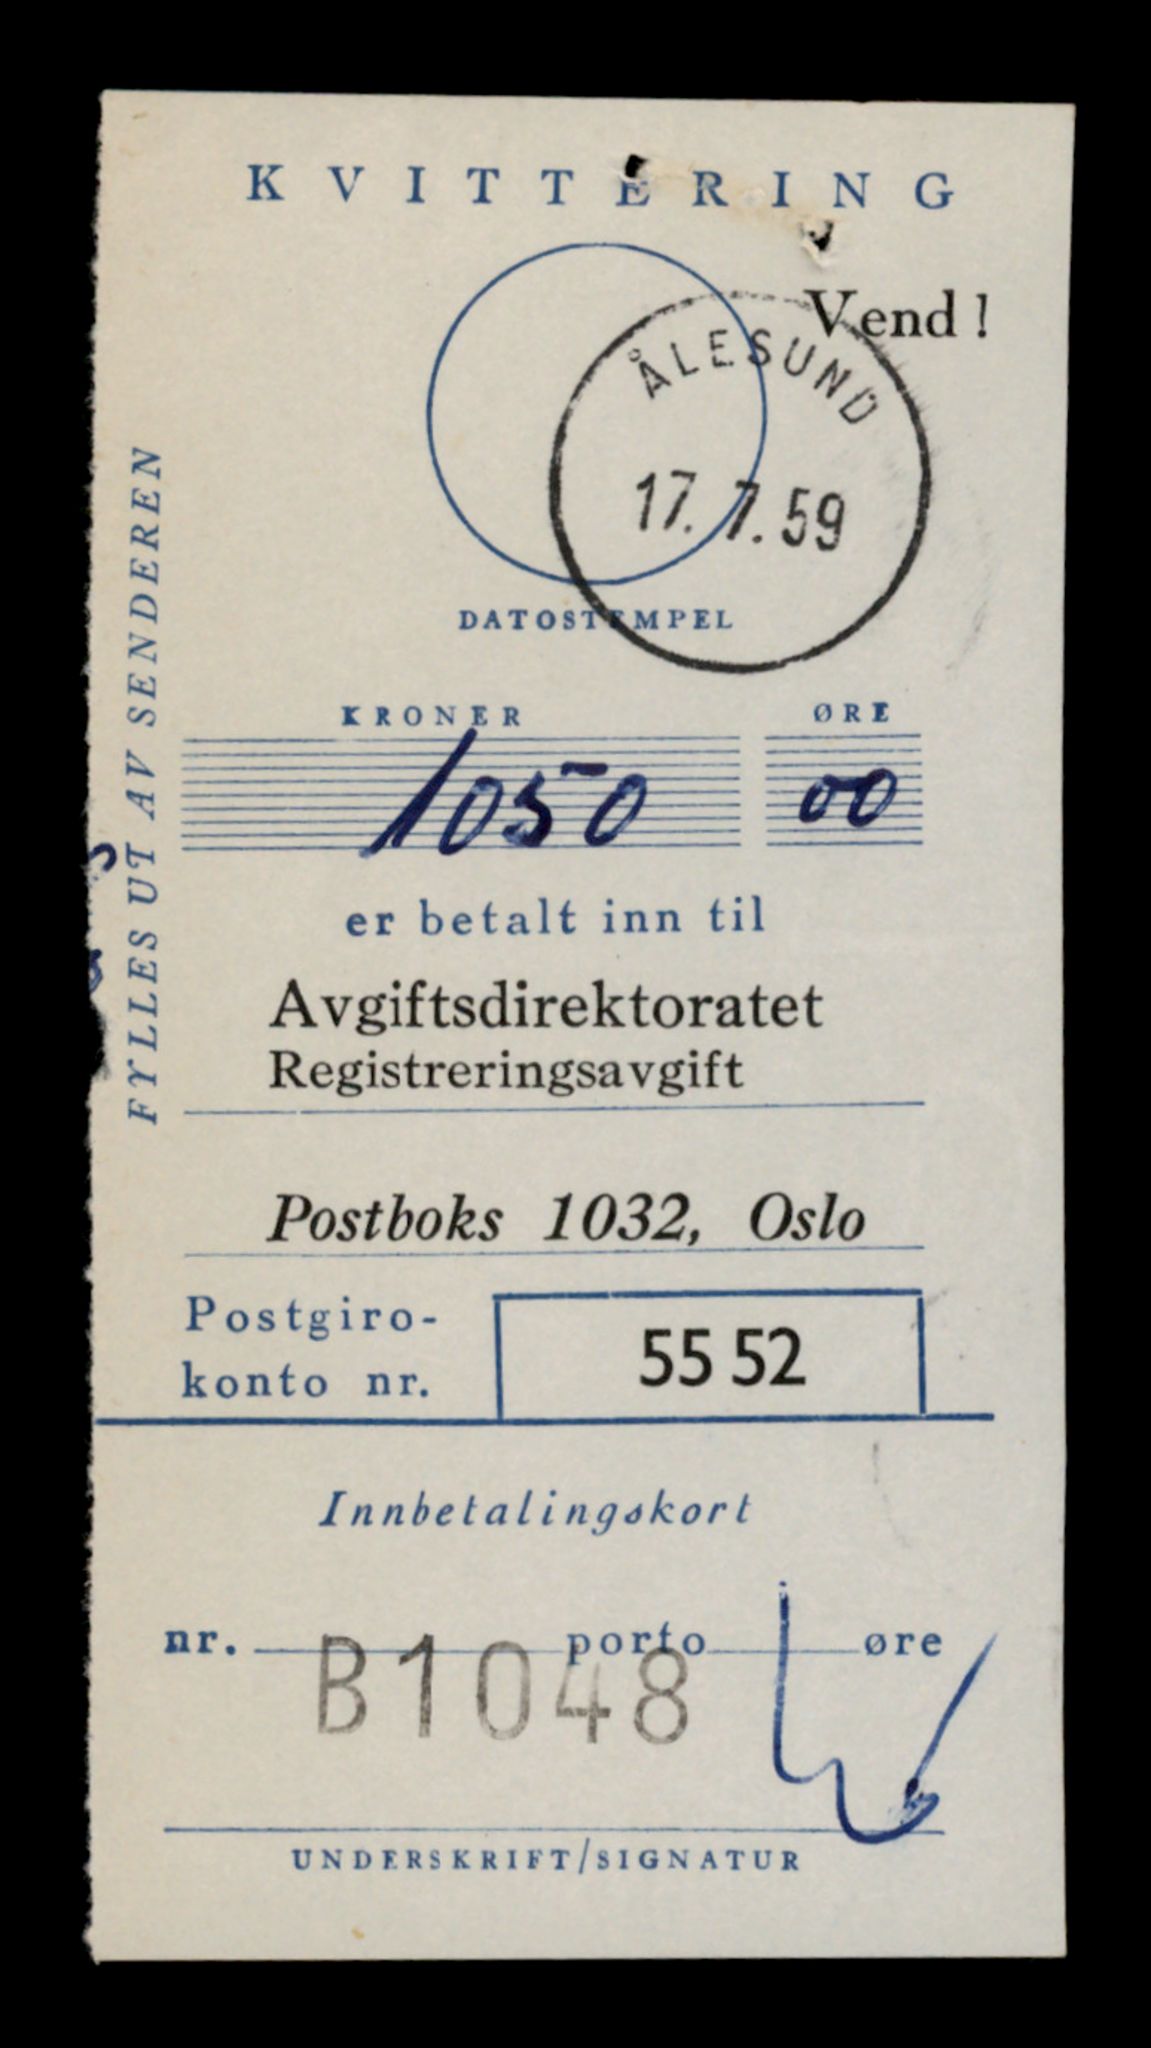 KVITTERING
Vend!
ÅLESUND
17. 7. 59
DATOSTEMPEL
FYLLES UT AV SENDEREN
KRONER ØRE
1050 00
er betalt inn til
Avgiftsdirektoratet
Registreringsavgift
Postboks 1032, Oslo
Postgiro-
konto nr.
55 52
Innbetalingskort
nr. porto øre
B1048
UNDERSKRIFT/SIGNATUR